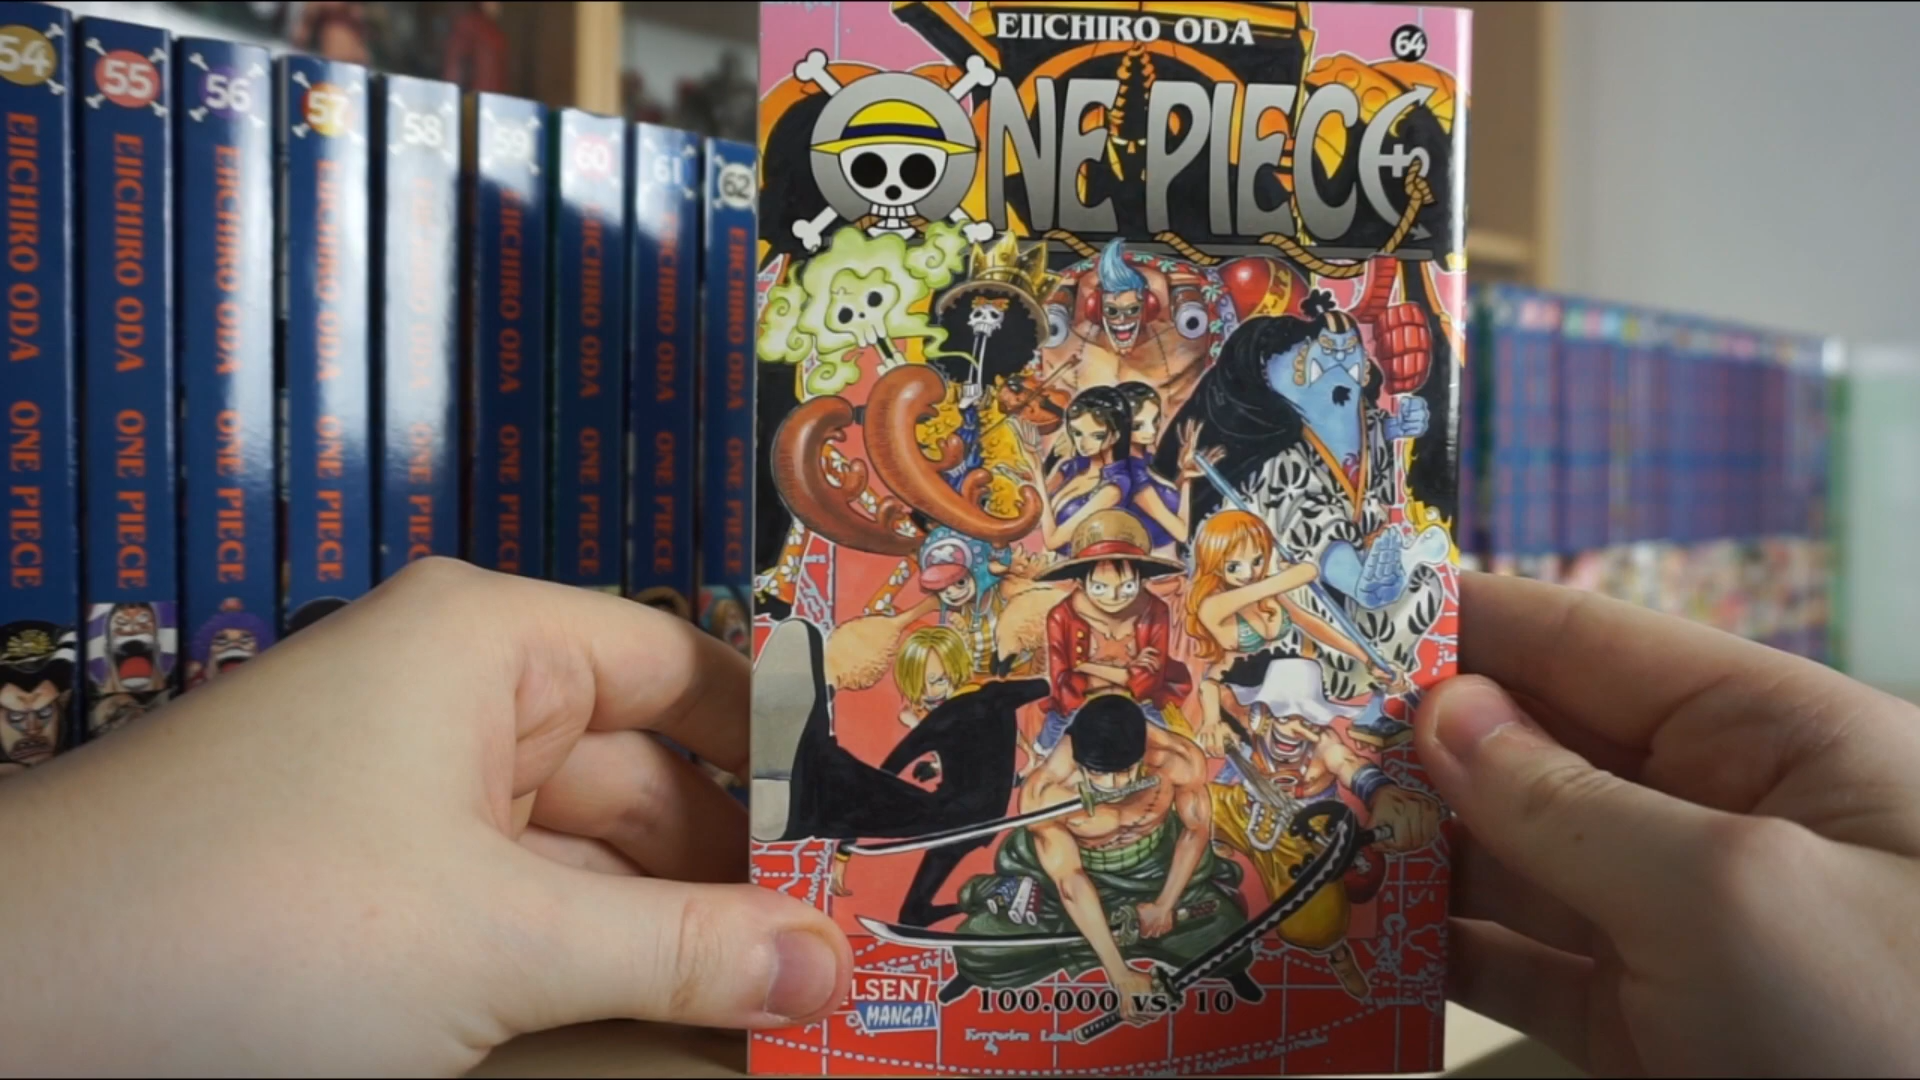 54
EIICHIRO ODA ONE PIECE
55
EIICHIRO ODA ONE PIECE
56
EIICHIRO ODA ONE PIECE
57
EIICHIRO ODA ONE PIECE
58
EIICHIRO ODA ONE PIECE
59
EIICHIRO ODA ONE PIECE
60
EIICHIRO ODA ONE PIECE
61
EIICHIRO ODA ONE PIECE
62
EIICHIRO ODA ONE PIECE
EIICHIRO ODA
64
ONE PIECE
LSEN
MANGA!
100.000 vs. 10